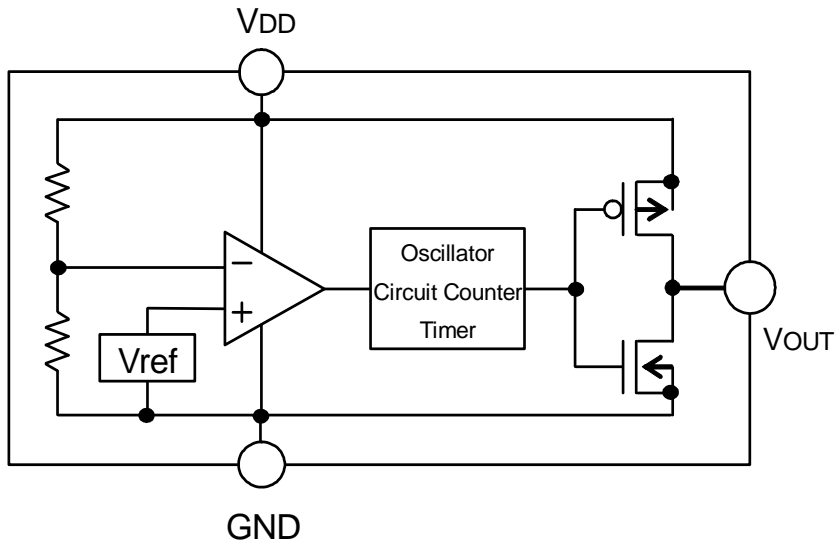 VDD
−
+
Oscillator
Circuit Counter
Timer
Vref
VOUT
GND